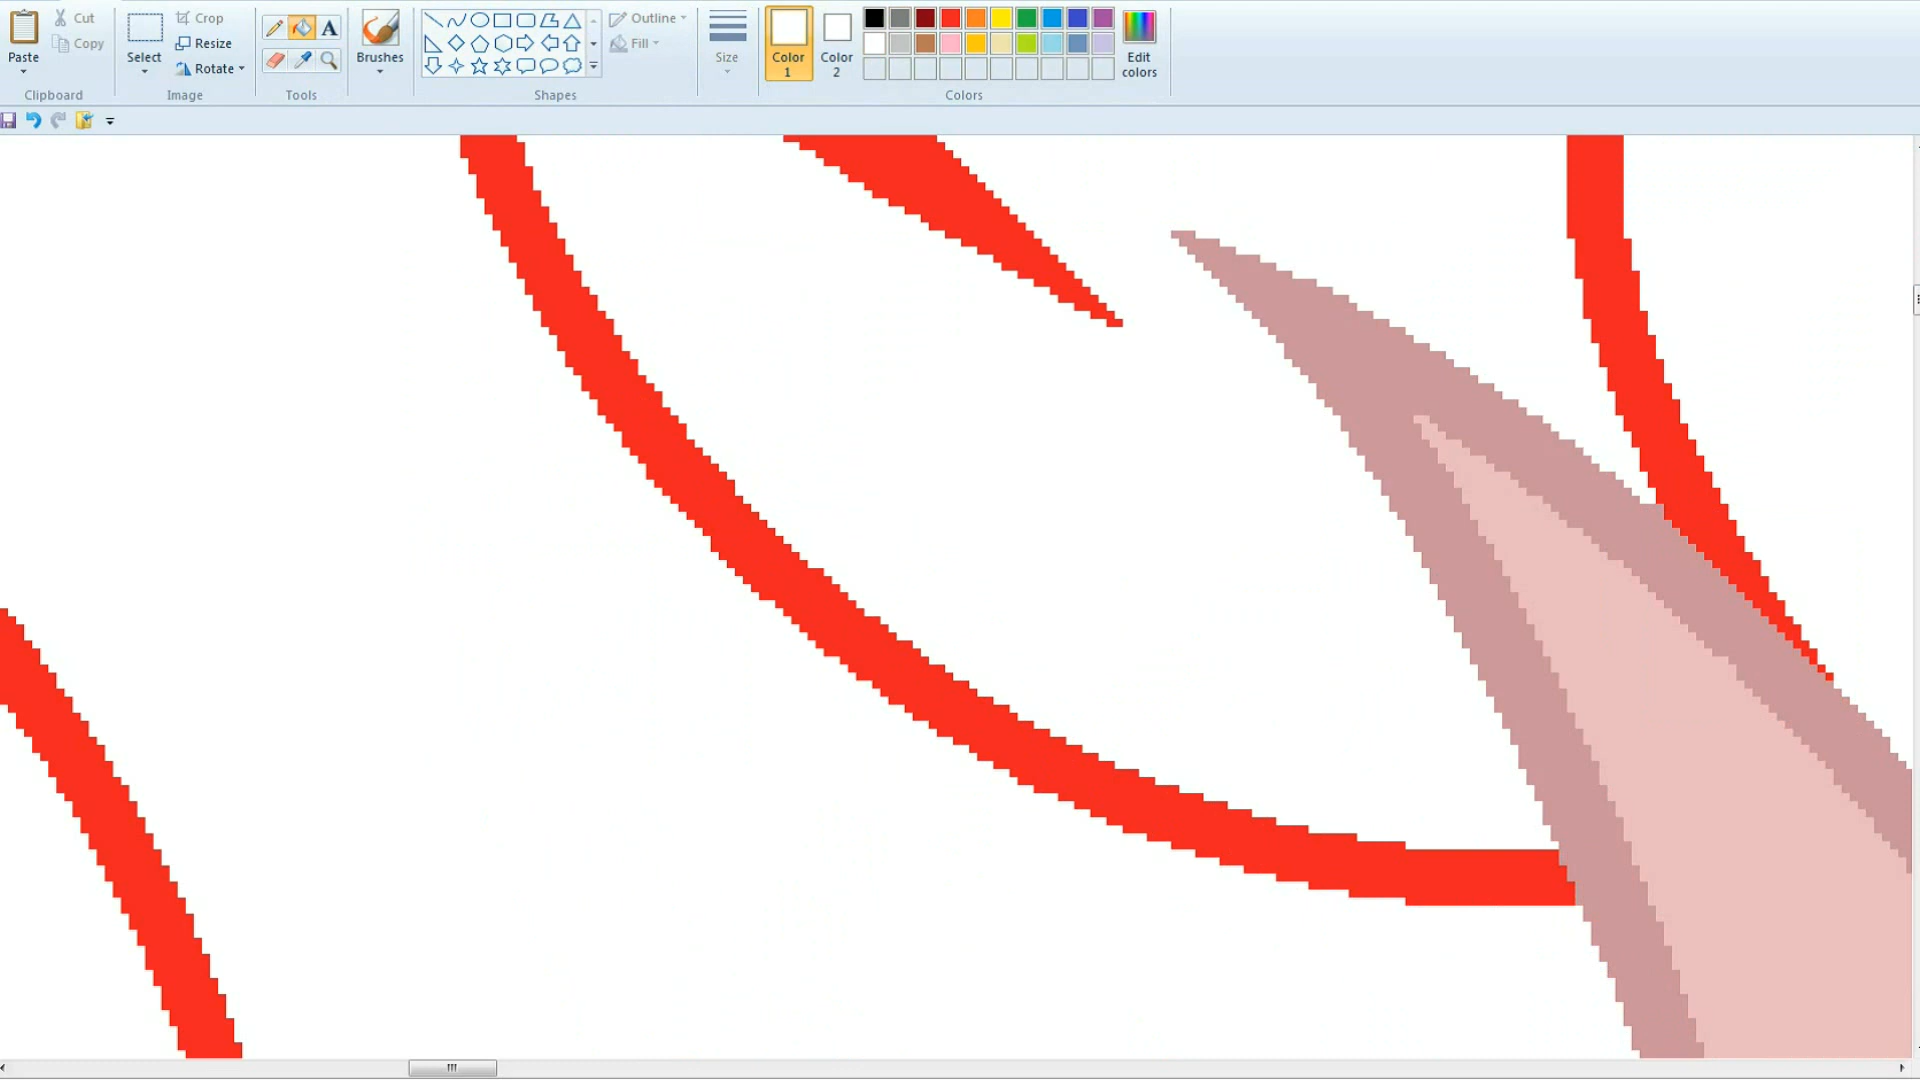 Paste
Cut
Copy
Clipboard
Select
Crop
Resize
Rotate
Image
A
Tools
Brushes
Shapes
Outline
Fill
Size
Color
1
Color
2
Edit
colors
Colors